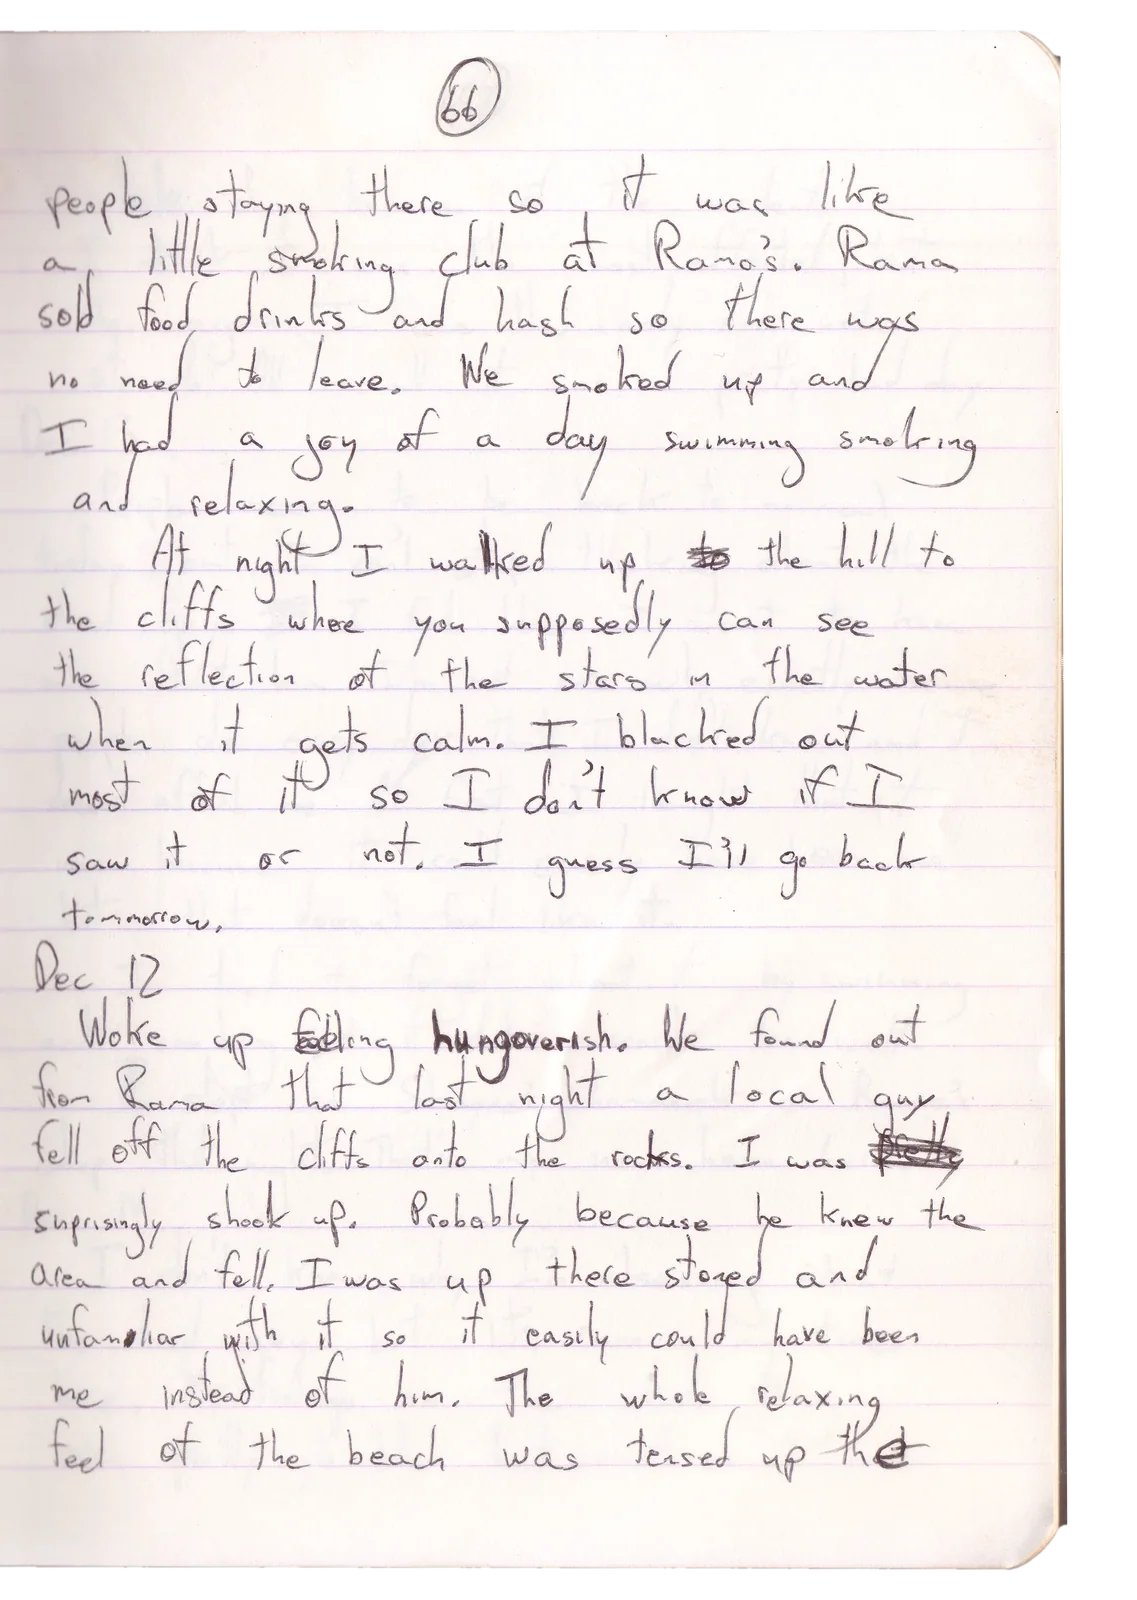 66
people staying there so it was like
a little smoking club at Rama's. Rama
sold food drinks and hash so there was
no need to leave. We smoked up and
I had a joy of a day swimming smoking
and relaxing.
At night I walked up the hill to
the cliffs where you supposedly can see
the reflection of the stars in the water
when it gets calm. I blacked out
most of it so I don't know if I
saw it or not. I guess I'll go back
tommorrow.
Dec 12
Woke up feeling hungoverish. We found out
from Rama that last night a local guy
fell off the cliffs onto the rocks. I was
suprisingly shook up. Probably because he knew the
area and fell. I was up there stoned and
unfamiliar with it so it easily could have been
me instead of him. The whole relaxing
feel of the beach was tensed up that